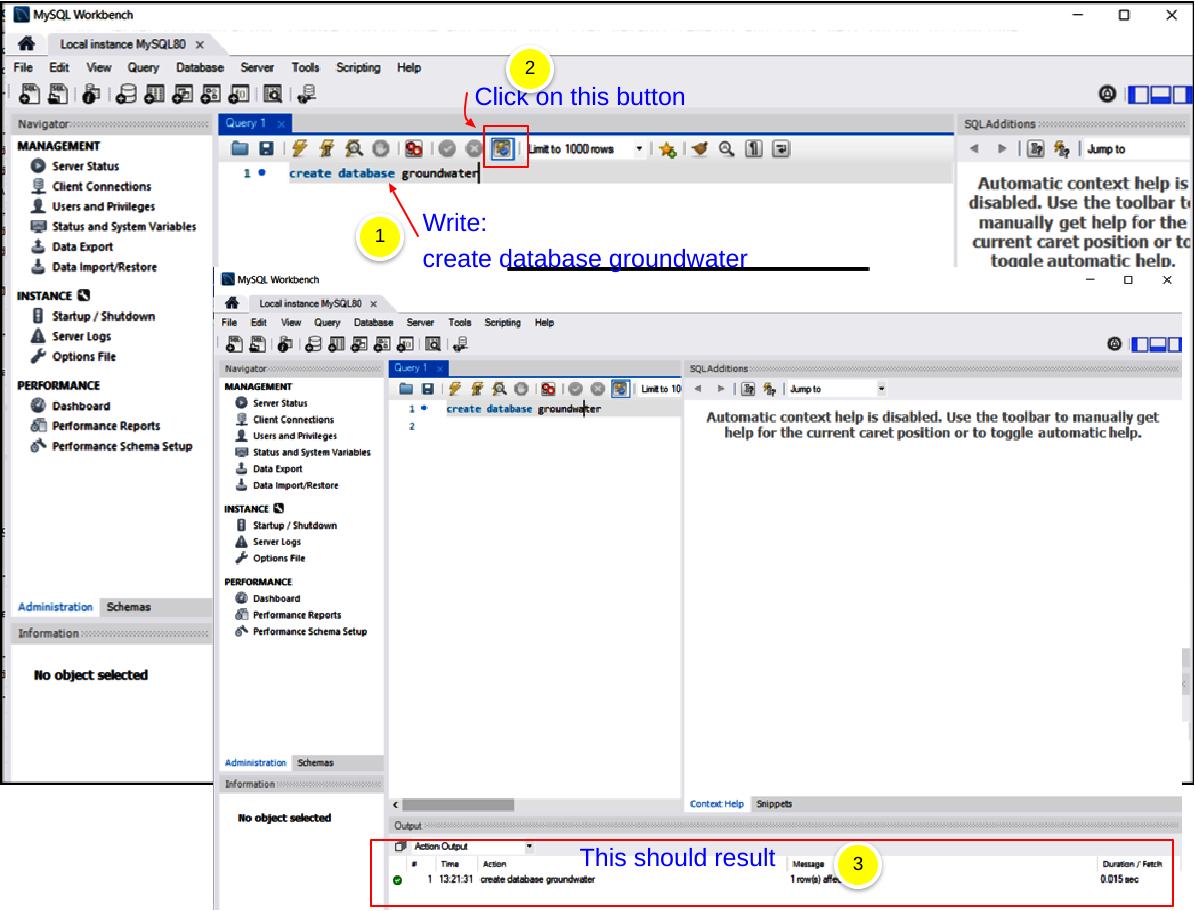 MySQL Workbench
Local instance MySQL80 ×
File Edit View Query Database Server Tools Scripting Help
2
Click on this button
Navigator
Query 1 ×
SQLAdditions
MANAGEMENT
Server Status
Client Connections
Users and Privileges
Status and System Variables
Data Export
Data Import/Restore
Limit to 1000 rows
Jump to
1 create database groundwater
Automatic context help is
disabled. Use the toolbar to
manually get help for the
current caret position or to
toggle automatic help.
1
Write:
create database groundwater
INSTANCE
Startup / Shutdown
Server Logs
Options File
PERFORMANCE
Dashboard
Performance Reports
Performance Schema Setup
Administration Schemas
Information
No object selected
MySQL Workbench
Local instance MySQL80 ×
File Edit View Query Database Server Tools Scripting Help
Navigator
Query 1 ×
SQLAdditions
MANAGEMENT
Server Status
Client Connections
Users and Privileges
Status and System Variables
Data Export
Data Import/Restore
INSTANCE
Startup / Shutdown
Server Logs
Options File
PERFORMANCE
Dashboard
Performance Reports
Performance Schema Setup
Administration Schemas
Information
No object selected
Limit to 10
1 create database groundwater
2
Jump to
Automatic context help is disabled. Use the toolbar to manually get
help for the current caret position or to toggle automatic help.
Context Help Snippets
Output
Action Output
This should result
3
# Time Action Message Duration / Fetch
1 13:21:31 create database groundwater 1 row(s) affe 0.015 sec